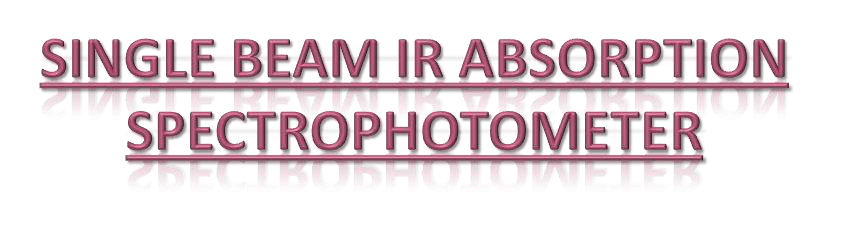 SINGLE BEAM IR ABSORPTION
SPECTROPHOTOMETER